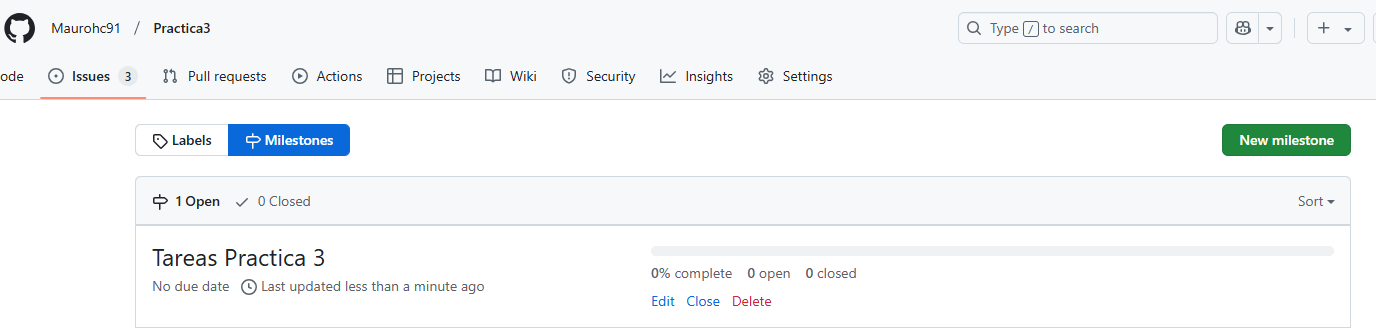 Maurohc91 / Practica3 Type / to search
ode Issues 3 Pull requests Actions Projects Wiki Security Insights Settings
Labels Milestones New milestone
1 Open 0 Closed Sort
Tareas Practica 3
No due date Last updated less than a minute ago
0% complete 0 open 0 closed
Edit Close Delete